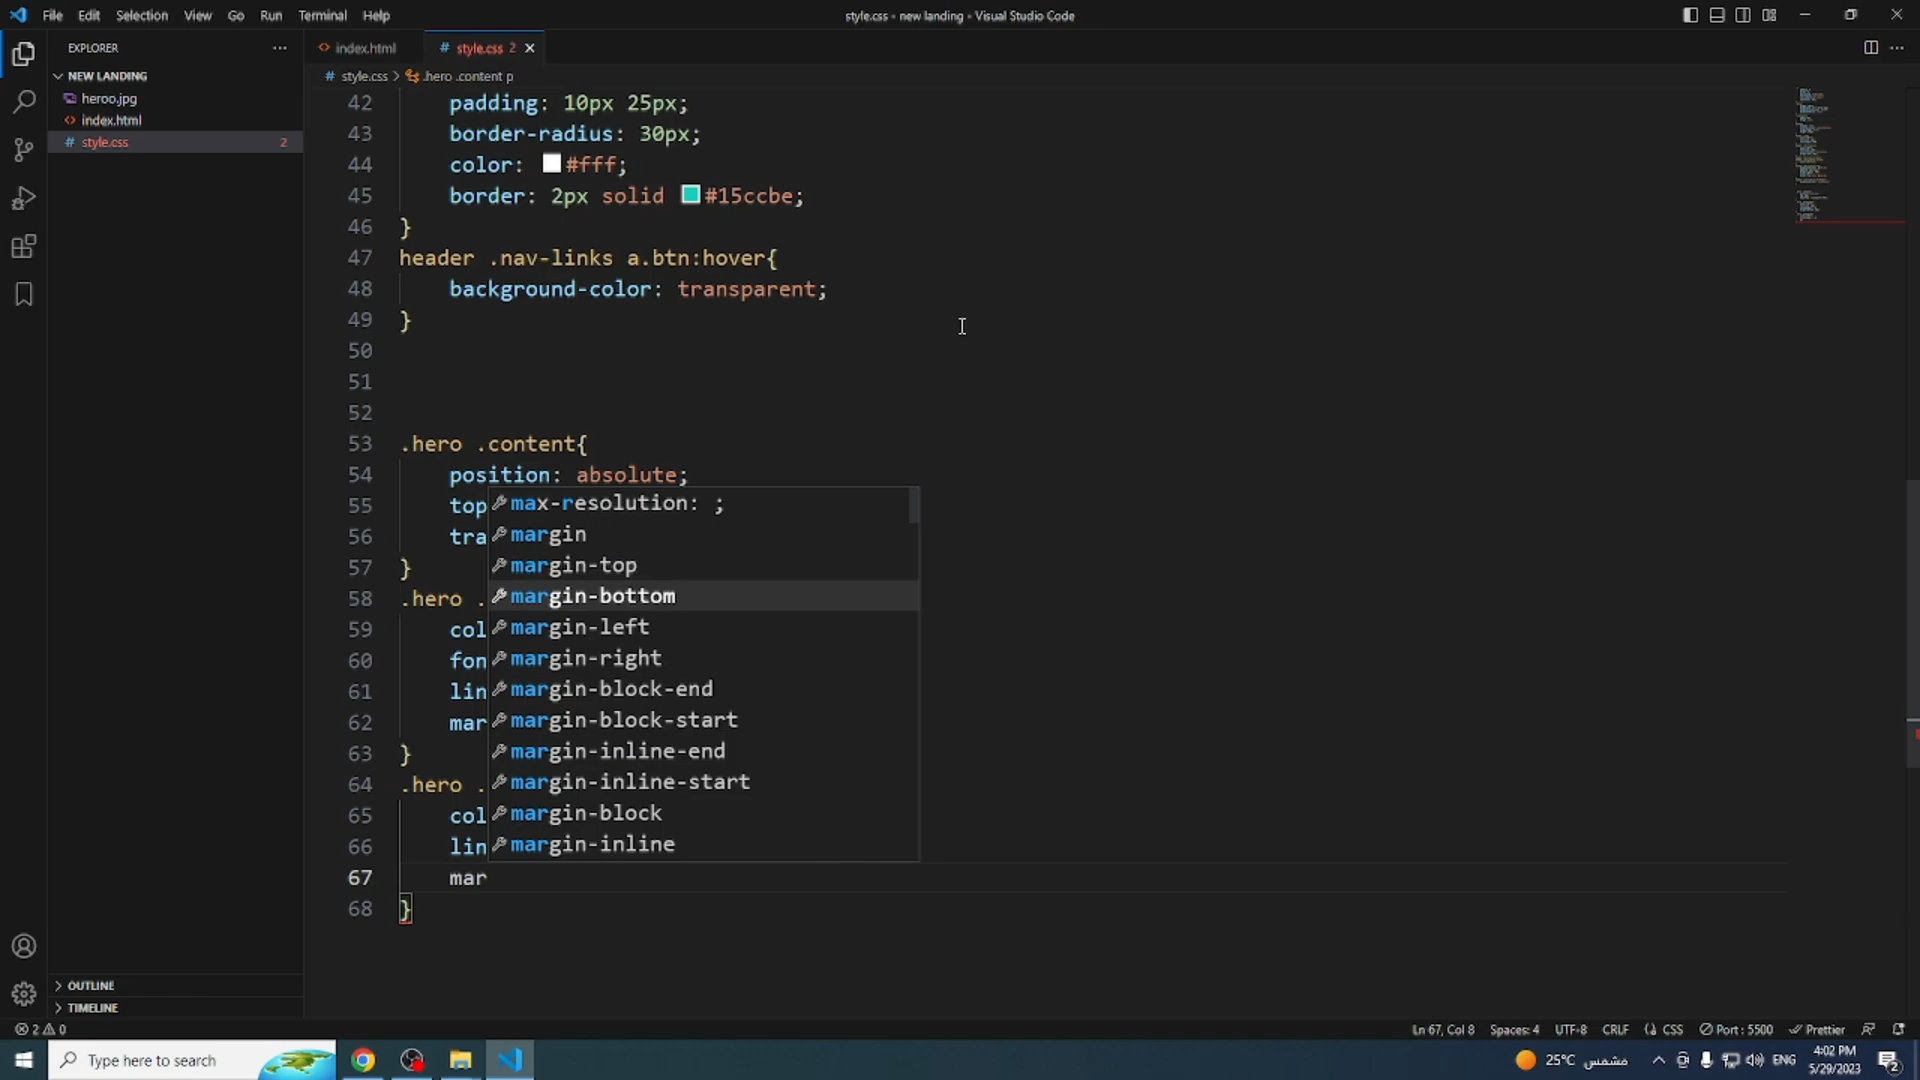 File Edit Selection View Go Run Terminal Help
style.css - new landing - Visual Studio Code
EXPLORER
NEW LANDING
heroo.jpg
index.html
style.css 2
index.html
style.css 2
style.css > .hero .content p
42 padding: 10px 25px;
43 border-radius: 30px;
44 color: #fff;
45 border: 2px solid #15ccbe;
46 }
47 header .nav-links a.btn:hover{
48 background-color: transparent;
49 }
50
51
52
53 .hero .content{
54 position: absolute;
55 top
56 tra
57 }
58 .hero .
59 col
60 fon
61 lin
62 mar
63 }
64 .hero .
65 col
66 lin
67 mar
68 }
max-resolution: ;
margin
margin-top
margin-bottom
margin-left
margin-right
margin-block-end
margin-block-start
margin-inline-end
margin-inline-start
margin-block
margin-inline
OUTLINE
TIMELINE
2 0
Ln 67, Col 8 Spaces: 4 UTF-8 CRLF CSS Port : 5500 Prettier
Type here to search
25°C مشمس
ENG
4:02 PM
5/29/2023
2